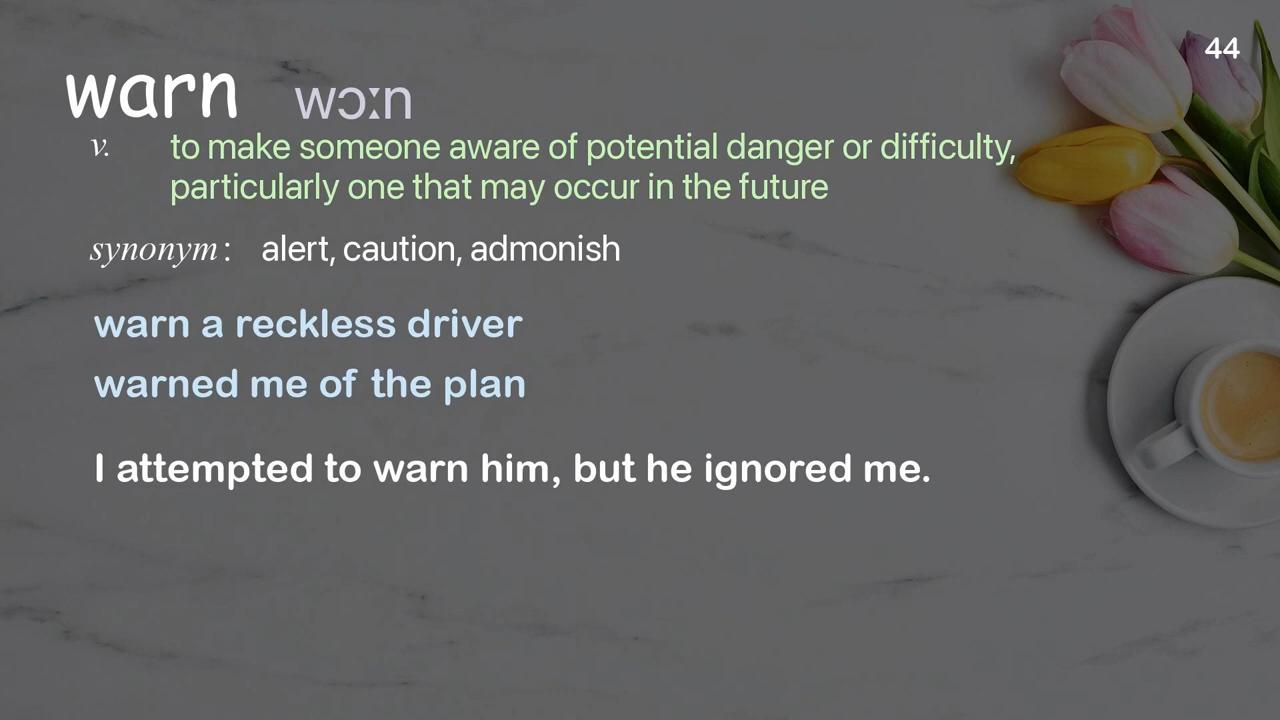 44
warn wɔːn
v. to make someone aware of potential danger or difficulty,
particularly one that may occur in the future
synonym: alert, caution, admonish
warn a reckless driver
warned me of the plan
I attempted to warn him, but he ignored me.